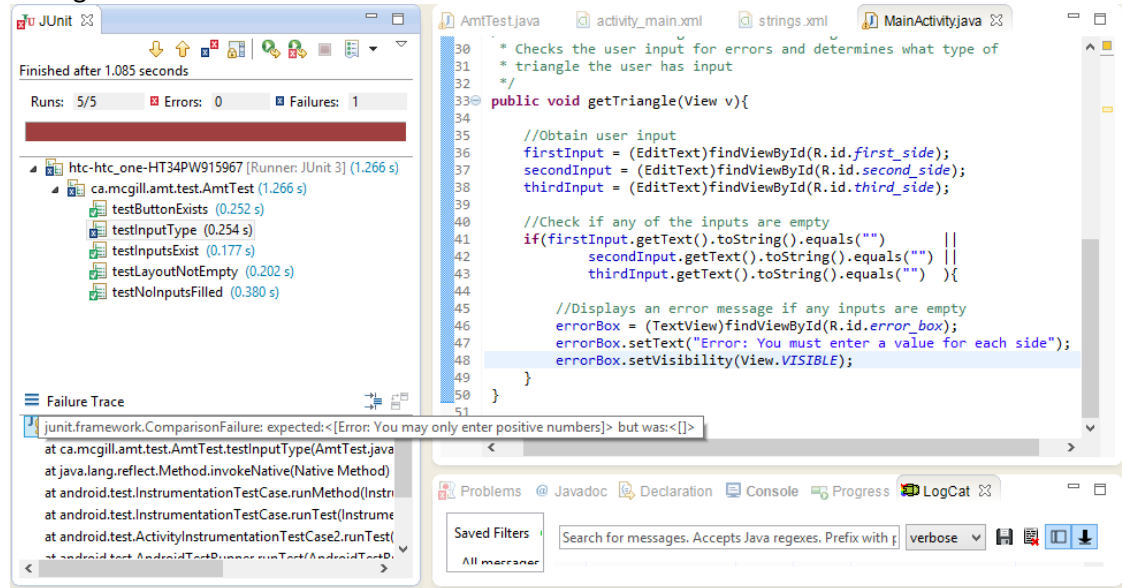 JUnit
Finished after 1.085 seconds
Runs: 5/5 Errors: 0 Failures: 1
htc-htc_one-HT34PW915967 [Runner: JUnit 3] (1.266 s)
ca.mcgill.amt.test.AmtTest (1.266 s)
testButtonExists (0.252 s)
testInputType (0.254 s)
testInputsExist (0.177 s)
testLayoutNotEmpty (0.202 s)
testNoInputsFilled (0.380 s)
Failure Trace
junit.framework.ComparisonFailure: expected:<[Error: You may only enter positive numbers]> but was:<[]>
at ca.mcgill.amt.test.AmtTest.testInputType(AmtTest.java
at java.lang.reflect.Method.invokeNative(Native Method)
at android.test.InstrumentationTestCase.runMethod(Instr
at android.test.InstrumentationTestCase.runTest(Instrume
at android.test.ActivityInstrumentationTestCase2.runTest(
at android.test.AndroidTestRunner.runTest(AndroidTestR
AmtTest.java activity_main.xml strings.xml MainActivity.java
30 * Checks the user input for errors and determines what type of
31 * triangle the user has input
32 */
33 public void getTriangle(View v){
34
35 //Obtain user input
36 firstInput = (EditText)findViewById(R.id.first_side);
37 secondInput = (EditText)findViewById(R.id.second_side);
38 thirdInput = (EditText)findViewById(R.id.third_side);
39
40 //Check if any of the inputs are empty
41 if(firstInput.getText().toString().equals("") ||
42 secondInput.getText().toString().equals("") ||
43 thirdInput.getText().toString().equals("") ){
44
45 //Displays an error message if any inputs are empty
46 errorBox = (TextView)findViewById(R.id.error_box);
47 errorBox.setText("Error: You must enter a value for each side");
48 errorBox.setVisibility(View.VISIBLE);
49 }
50 }
51
Problems @ Javadoc Declaration Console Progress LogCat
Saved Filters
Search for messages. Accepts Java regexes. Prefix with p
verbose
All messages